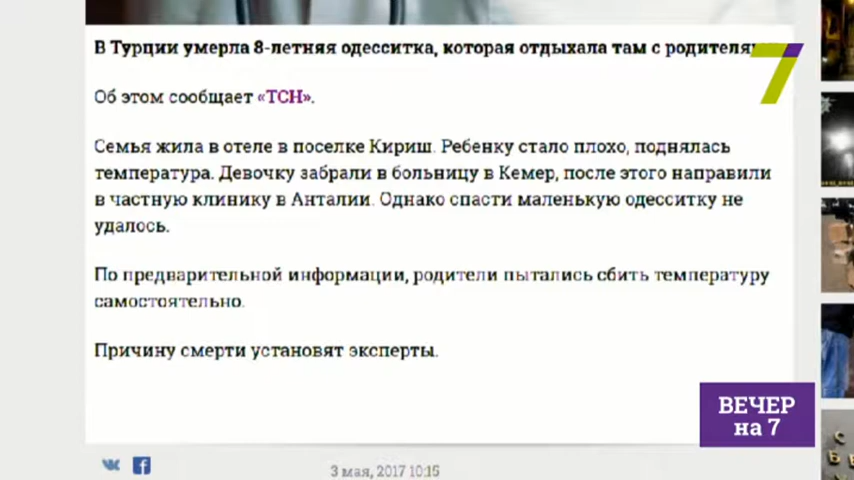 В Турции умерла 8-летняя одесситка, которая отдыхала там с
7
Об этом сообщает «ТСН».
Семья жила в отеле в поселке Кириш. Ребенку стало плохо, поднялась
температура. Девочку забрали в больницу в Кемер, после этого направили
в частную клинику в Анталии. Однако спасти маленькую одесситку не
удалось.
По предварительной информации, родители пытались сбить температуру
самостоятельно.
Причину смерти установят эксперты.
ВЕЧЕР
на 7
3 мая, 2017 10:15